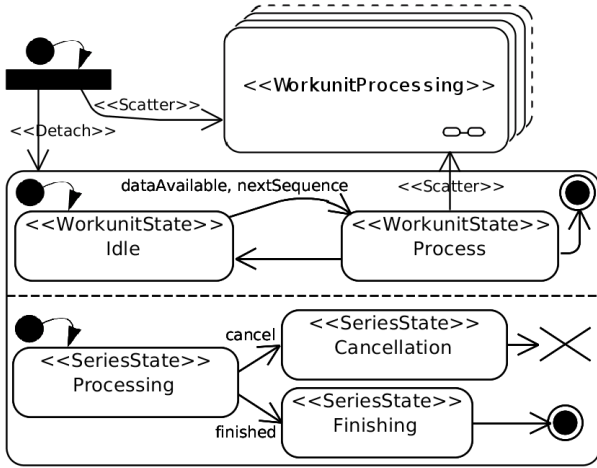 <<WorkunitProcessing>>
<<Scatter>>
<<Detach>>
dataAvailable, nextSequence
<<Scatter>>
<<WorkunitState>>
Idle
<<WorkunitState>>
Process
<<SeriesState>>
Processing
cancel
<<SeriesState>>
Cancellation
finished
<<SeriesState>>
Finishing